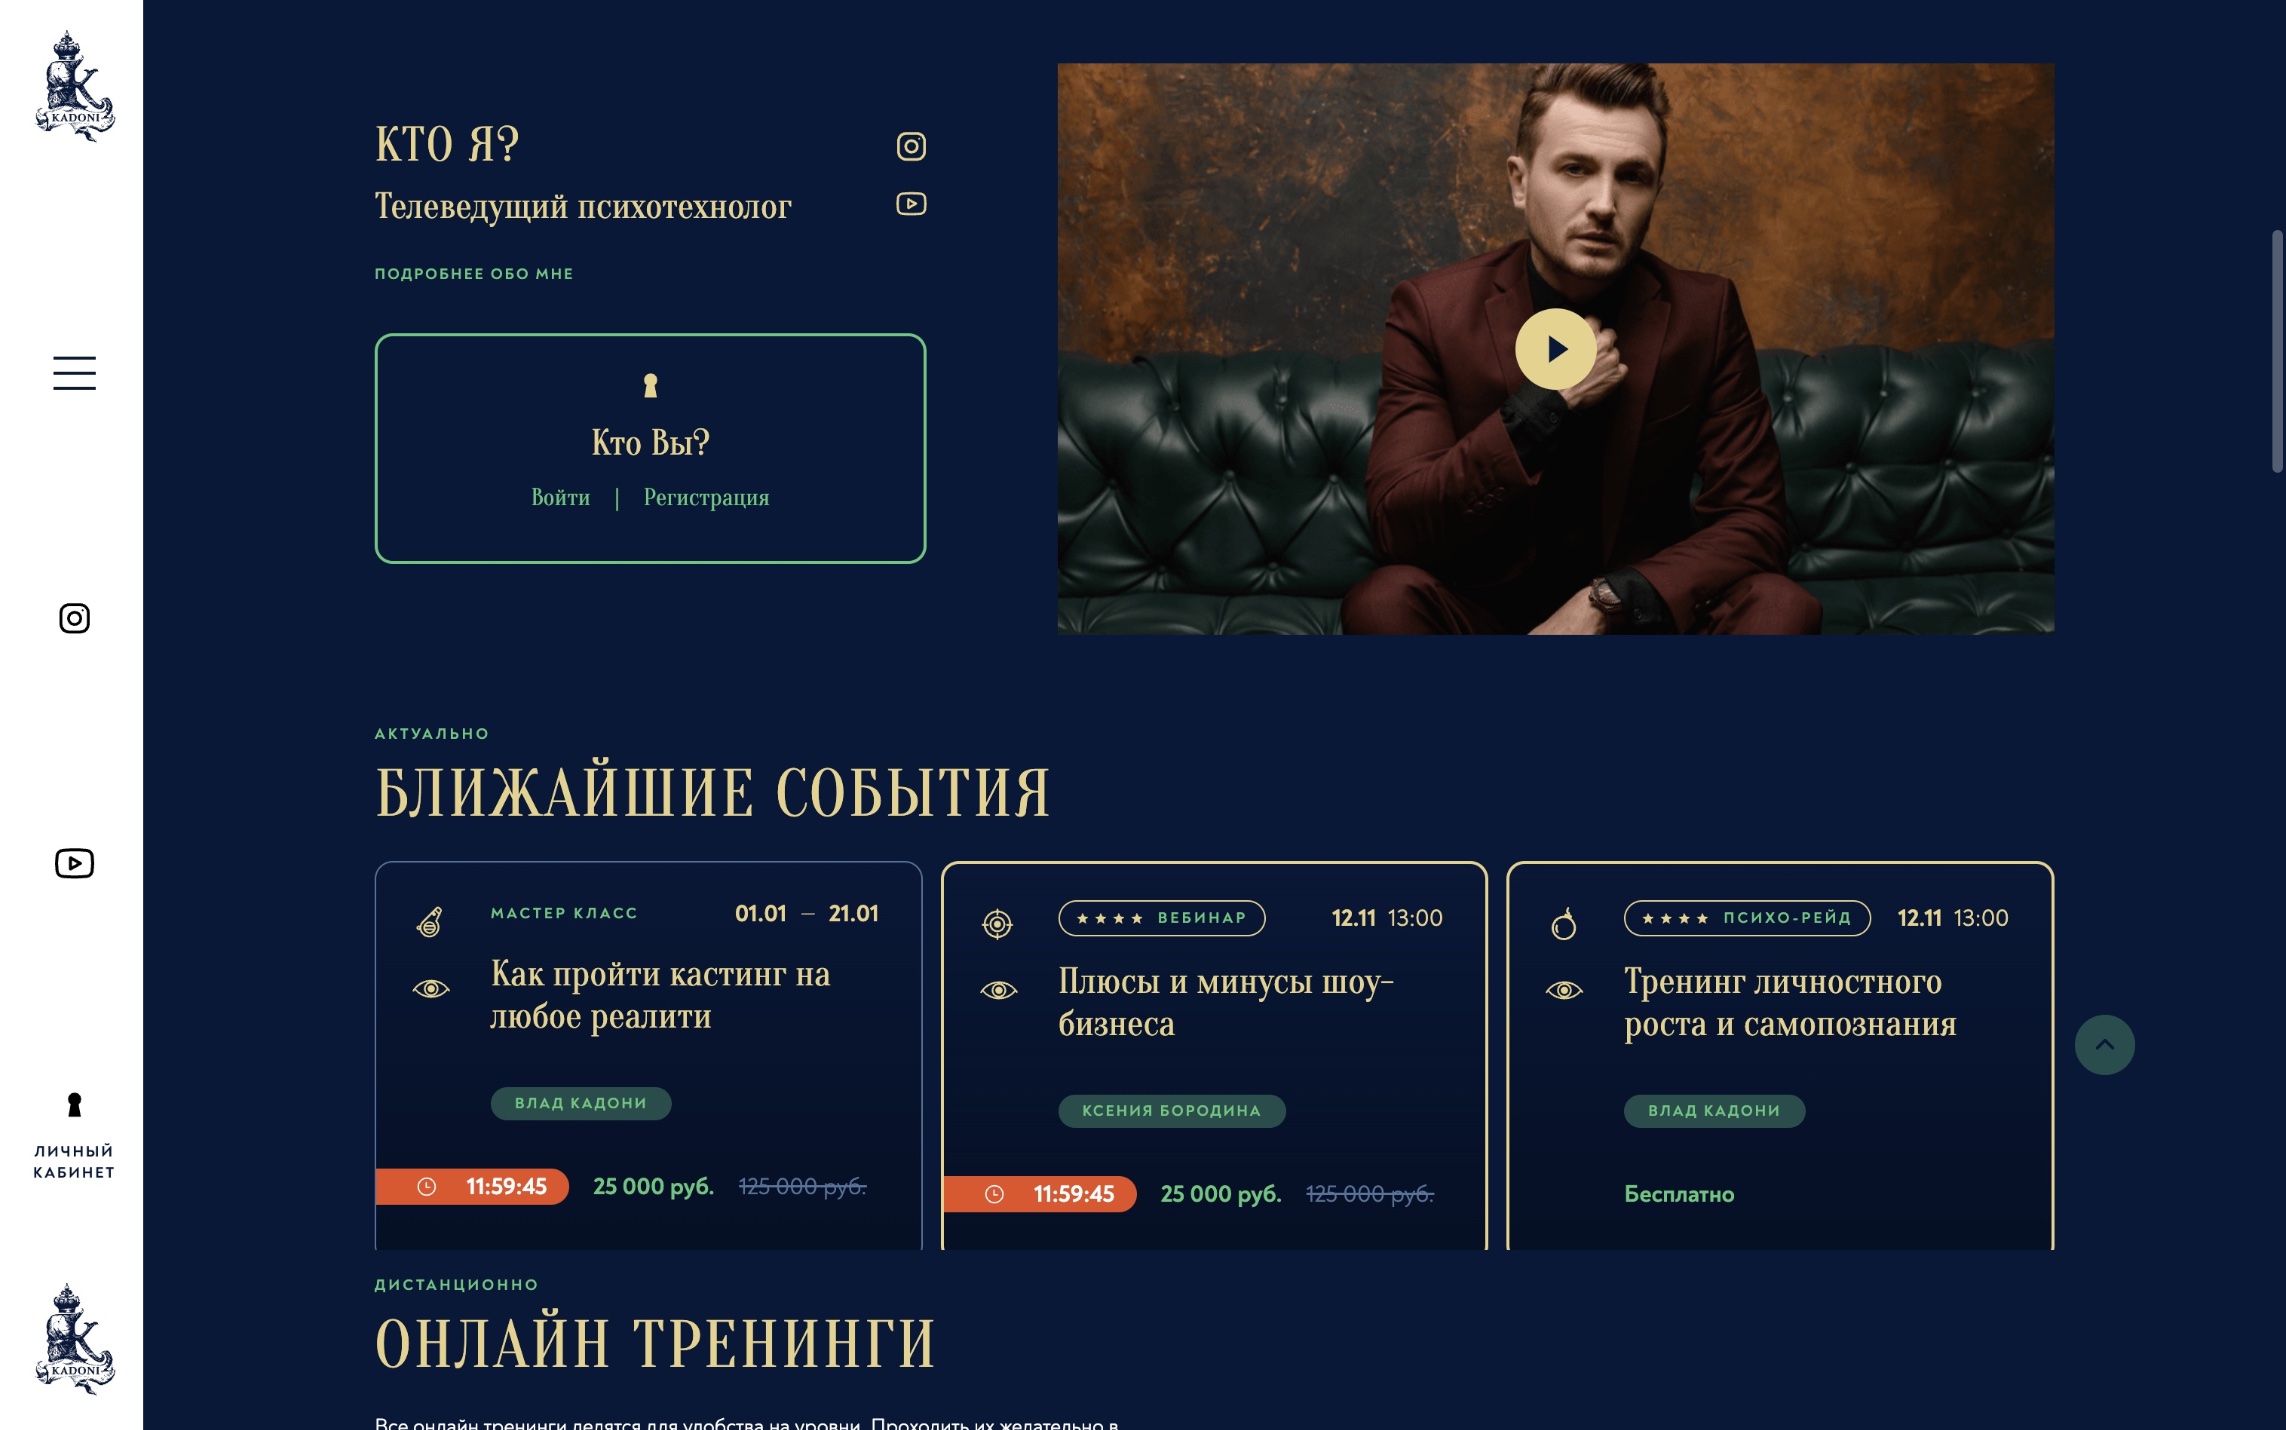 KADONI
КТО Я?
Телеведущий психотехнолог
ПОДРОБНЕЕ ОБО МНЕ
Кто Вы?
Войти | Регистрация
АКТУАЛЬНО
БЛИЖАЙШИЕ СОБЫТИЯ
МАСТЕР КЛАСС 01.01 — 21.01
Как пройти кастинг на
любое реалити
ВЛАД КАДОНИ
11:59:45 25 000 руб. 125 000 руб.
★★★★ ВЕБИНАР 12.11 13:00
Плюсы и минусы шоу-
бизнеса
КСЕНИЯ БОРОДИНА
11:59:45 25 000 руб. 125 000 руб.
★★★★ ПСИХО-РЕЙД 12.11 13:00
Тренинг личностного
роста и самопознания
ВЛАД КАДОНИ
Бесплатно
ЛИЧНЫЙ
КАБИНЕТ
KADONI
ДИСТАНЦИОННО
ОНЛАЙН ТРЕНИНГИ
Все онлайн тренинги делятся для удобства на уровни. Проходить их желательно в